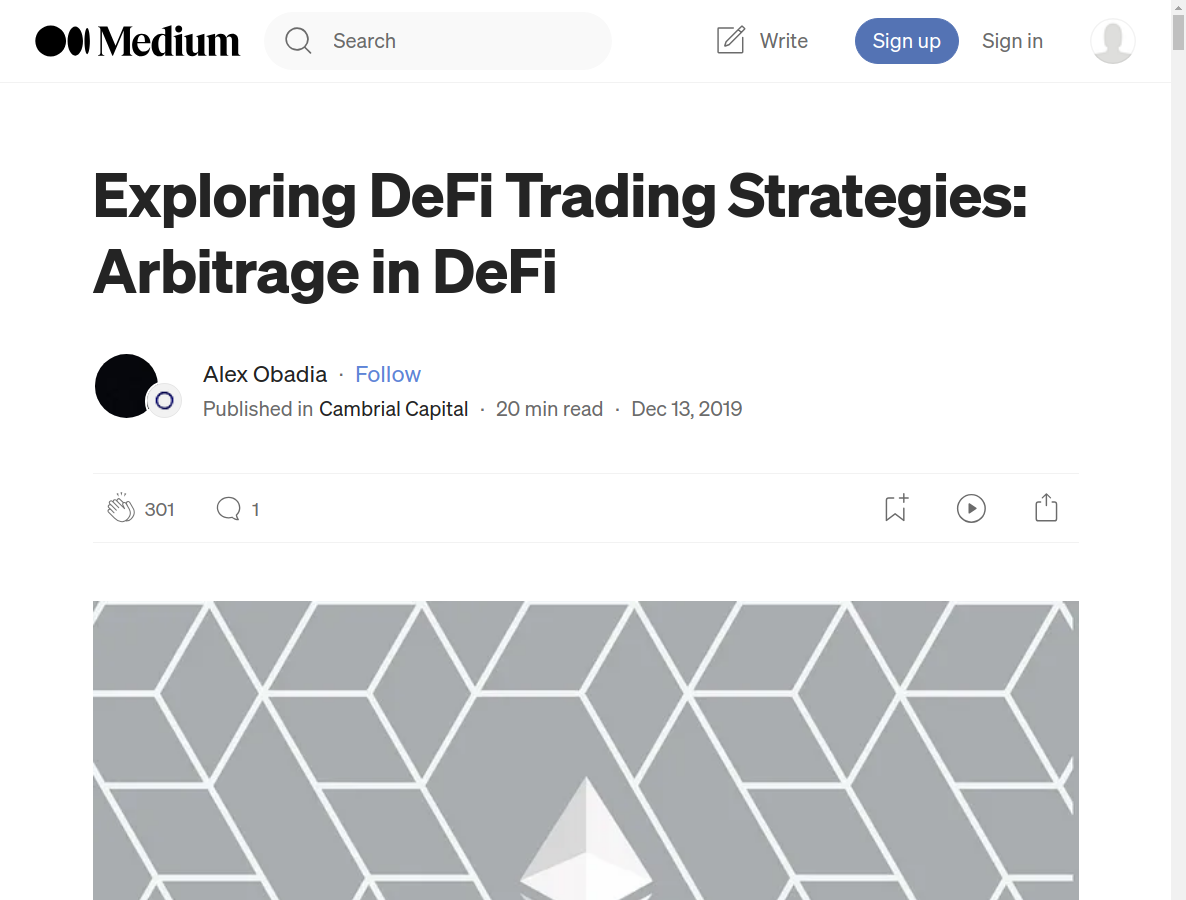 Medium
Search
Write
Sign up
Sign in
Exploring DeFi Trading Strategies:
Arbitrage in DeFi
Alex Obadia · Follow
Published in Cambrial Capital · 20 min read · Dec 13, 2019
301
1